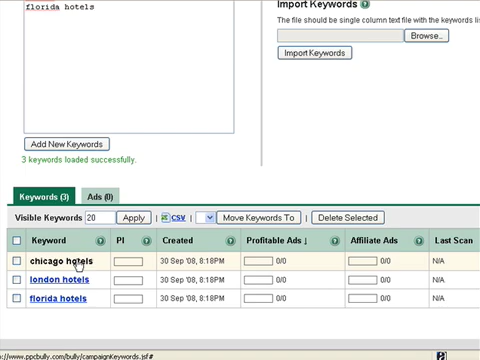 florida hotels
Import Keywords
The file should be single column text file with the keywords
Browse...
Import Keywords
Add New Keywords
3 keywords loaded successfully.
Keywords (3) Ads (0)
Visible Keywords 20 Apply | CSV | Move Keywords To | Delete Selected
Keyword PI Created Profitable Ads ↓ Affiliate Ads Last Scan
chicago hotels 30 Sep '08, 8:18PM 0/0 0/0 N/A
london hotels 30 Sep '08, 8:18PM 0/0 0/0 N/A
florida hotels 30 Sep '08, 8:18PM 0/0 0/0 N/A
://www.ppcbully.com/bully/campaignKeywords.jsf#